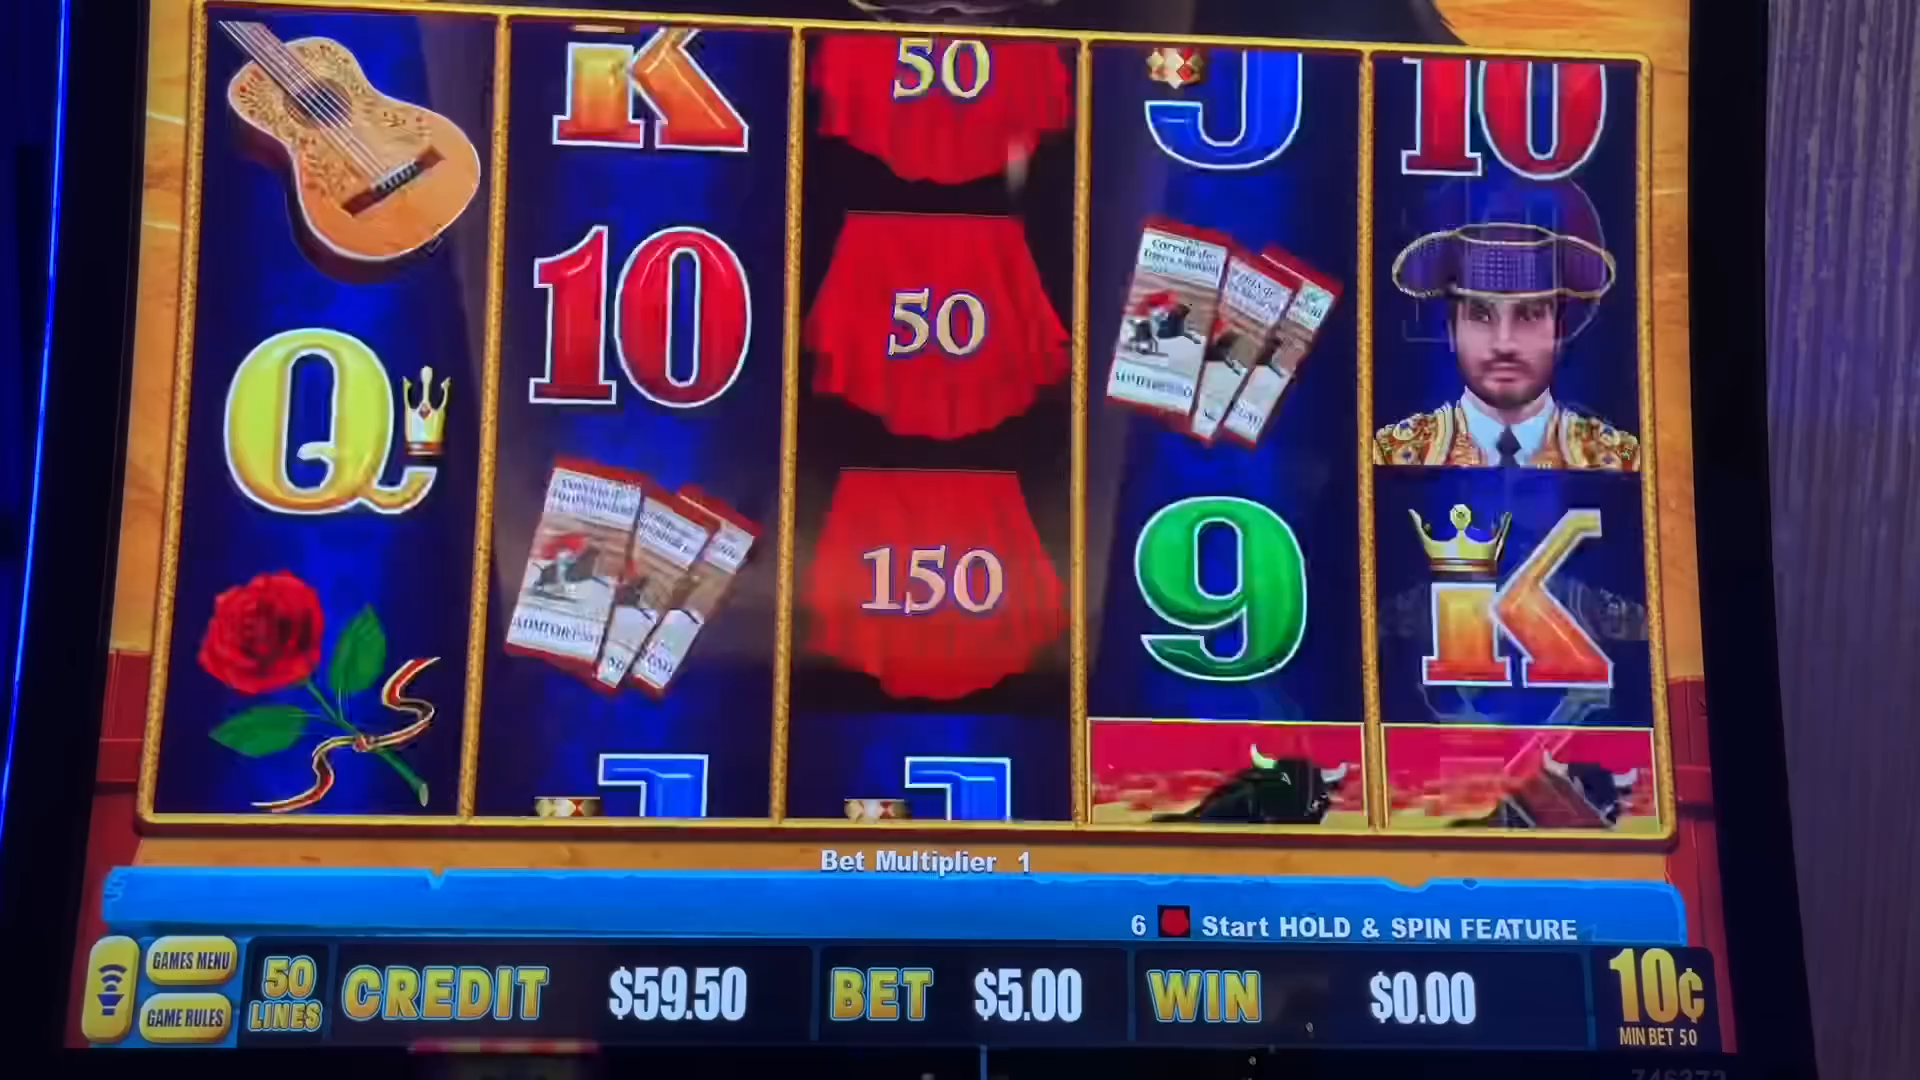 K 50 J 10
50
10
Q
150
9
K
J J
Bet Multiplier 1
6 Start HOLD & SPIN FEATURE
GAMES MENU
GAME RULES
50 LINES
CREDIT $59.50 BET $5.00 WIN $0.00
10¢
MIN BET 50